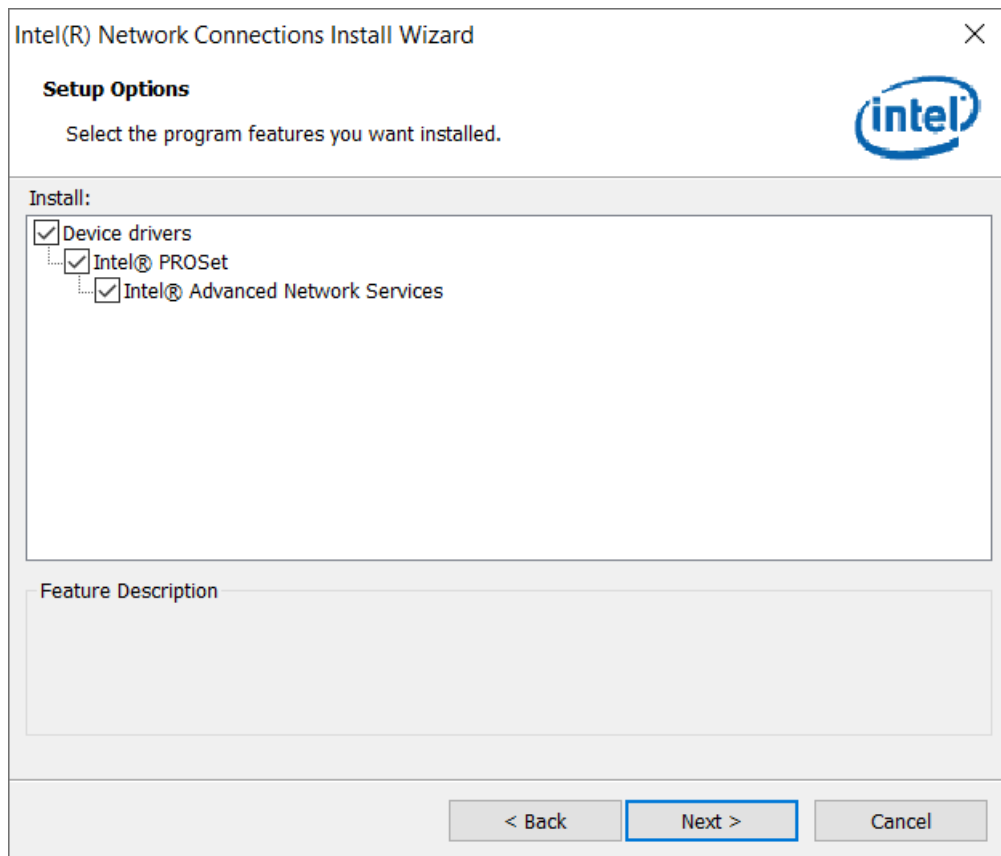 Intel(R) Network Connections Install Wizard
Setup Options
Select the program features you want installed.
intel
Install:
Device drivers
Intel® PROSet
Intel® Advanced Network Services
Feature Description
< Back
Next >
Cancel